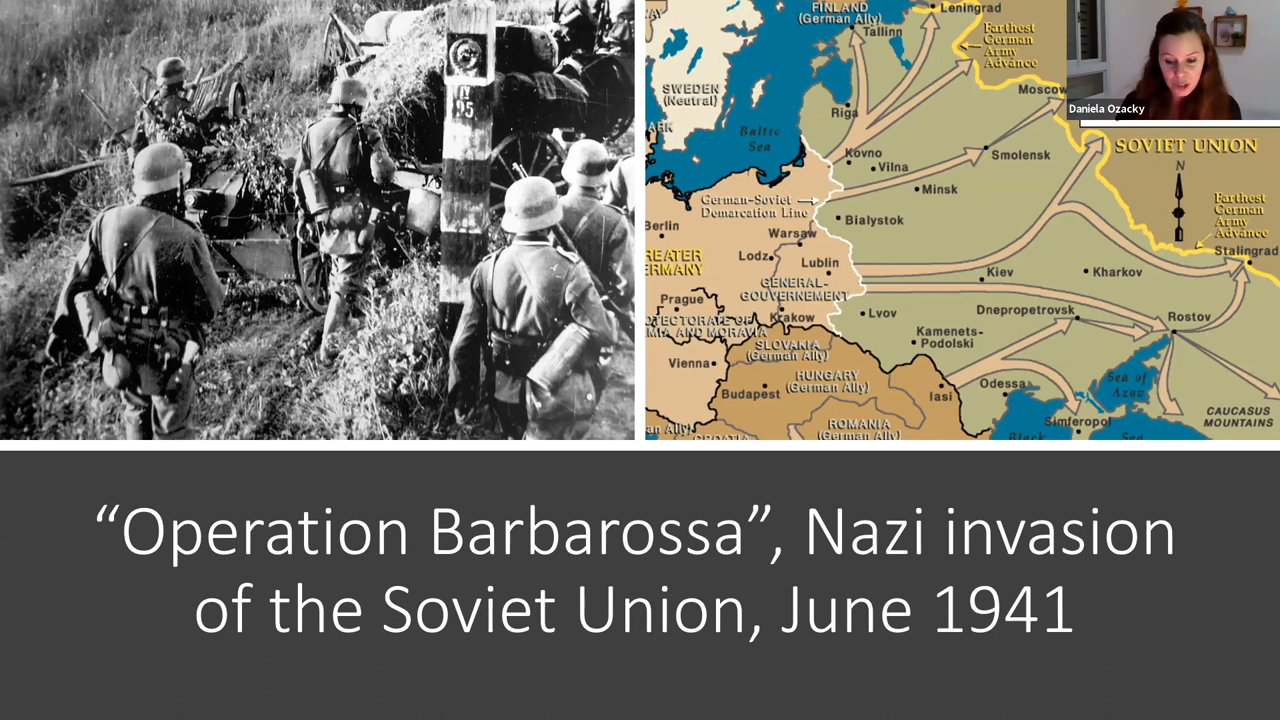 FINLAND
(German Ally)
Leningrad
Tallinn
Farthest
German
Army
Advance
SWEDEN
(Neutral)
Moscow
Daniela Ozacky
Riga
Baltic
Sea
SOVIET UNION
N
Kovno
Vilna
Smolensk
Minsk
German-Soviet
Demarcation Line
Bialystok
Farthest
German
Army
Advance
Berlin
Warsaw
Stalingrad
Lodz
Lublin
Kiev
Kharkov
GENERAL-
GOUVERNEMENT
Prague
Krakow
Lvov
Dnepropetrovsk
Rostov
Kamenets-
Podolski
SLOVAKIA
(German Ally)
Vienna
HUNGARY
(German Ally)
Budapest
Iasi
Odessa
Sea of
Azov
CAUCASUS
MOUNTAINS
Simferopol
ROMANIA
(German Ally)
Black
Sea
“Operation Barbarossa”, Nazi invasion
of the Soviet Union, June 1941